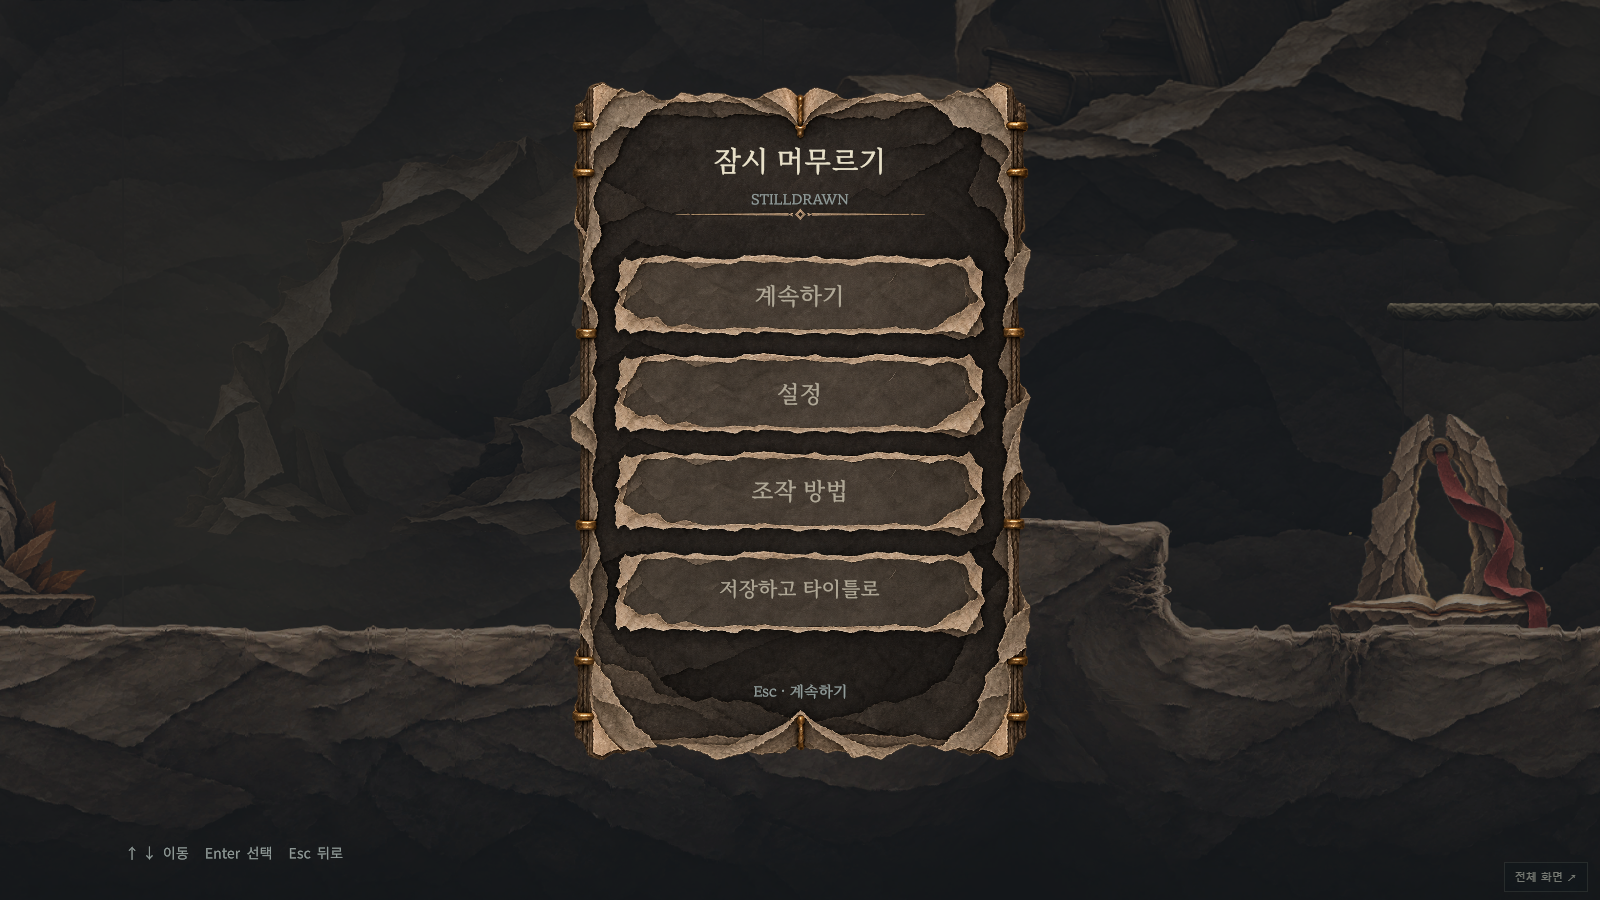 잠시 머무르기
STILLDRAWN
계속하기
설정
조작 방법
저장하고 타이틀로
Esc · 계속하기
↑ ↓ 이동 Enter 선택 Esc 뒤로
전체 화면 ↗